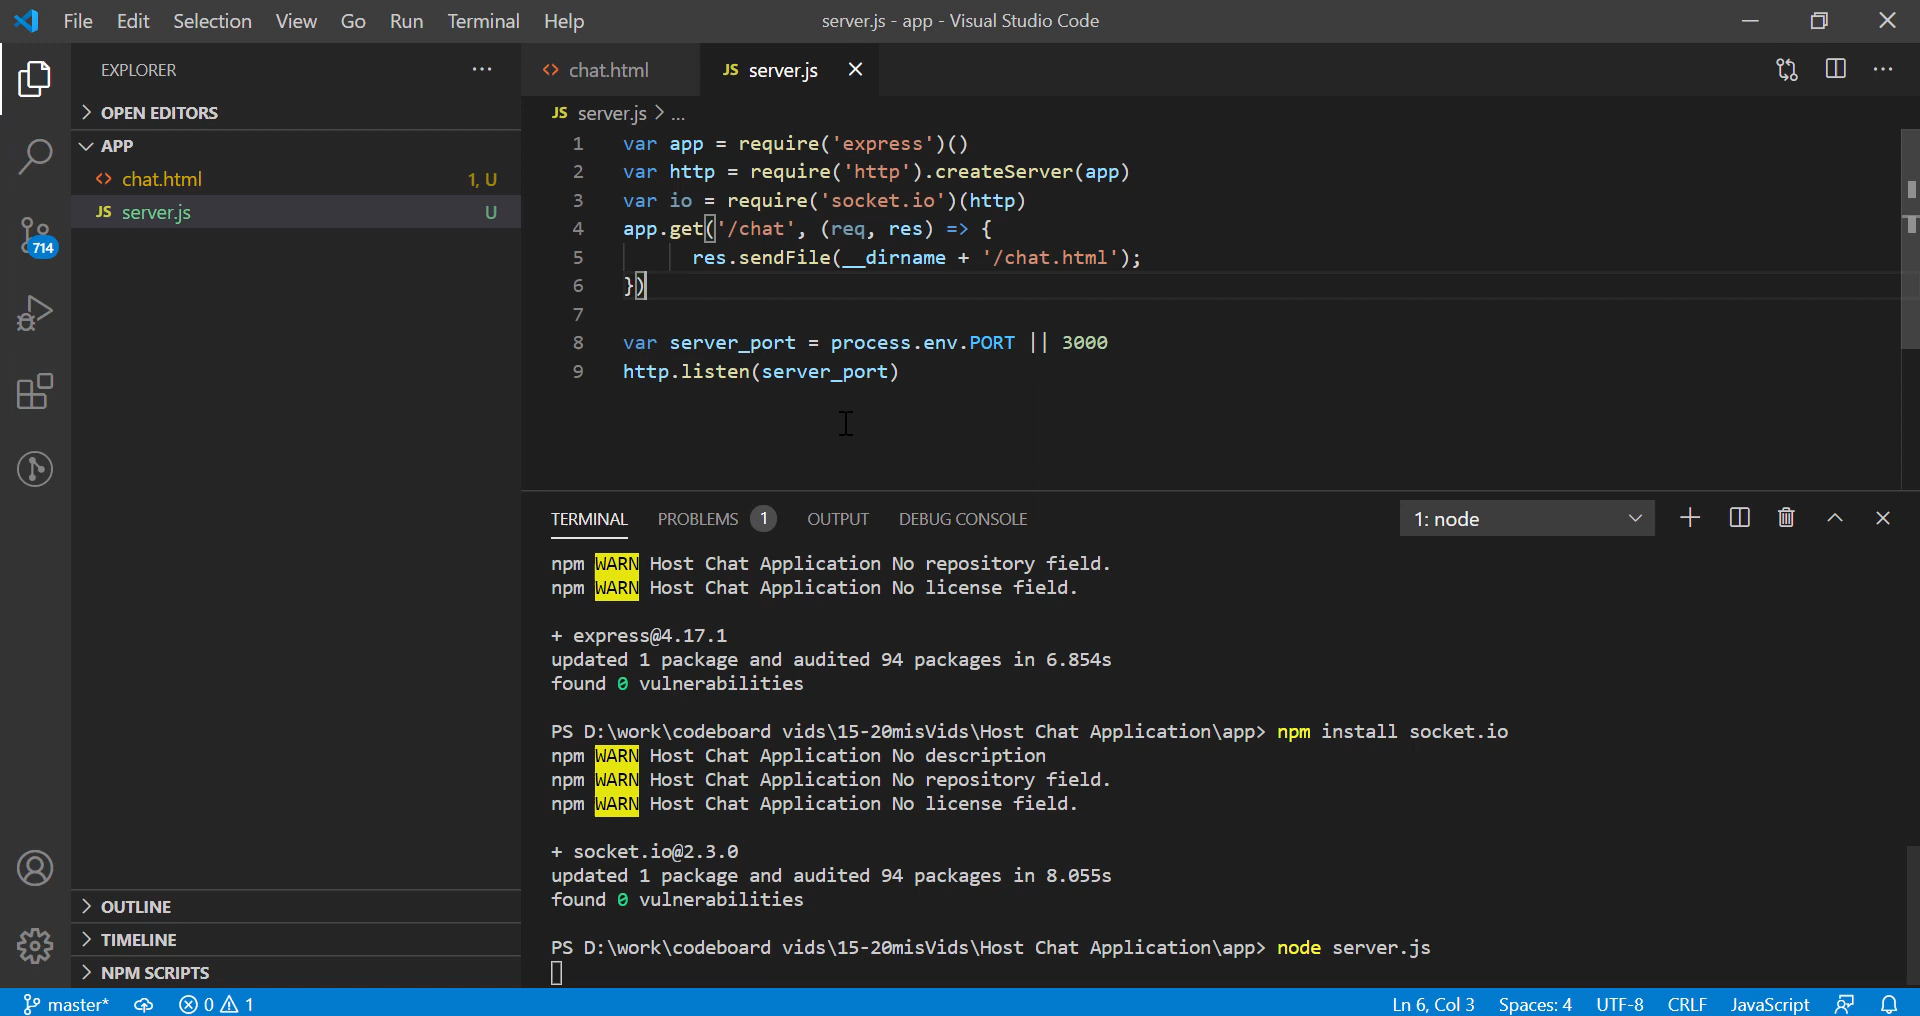 File Edit Selection View Go Run Terminal Help
server.js - app - Visual Studio Code
EXPLORER
OPEN EDITORS
APP
chat.html 1, U
JS server.js U
714
OUTLINE
TIMELINE
NPM SCRIPTS
chat.html
JS server.js
JS server.js > ...
1 var app = require('express')()
2 var http = require('http').createServer(app)
3 var io = require('socket.io')(http)
4 app.get('/chat', (req, res) => {
5 res.sendFile(__dirname + '/chat.html');
6 })
7
8 var server_port = process.env.PORT || 3000
9 http.listen(server_port)
TERMINAL PROBLEMS 1 OUTPUT DEBUG CONSOLE
1: node
npm WARN Host Chat Application No repository field.
npm WARN Host Chat Application No license field.
+ express@4.17.1
updated 1 package and audited 94 packages in 6.854s
found 0 vulnerabilities
PS D:\work\codeboard vids\15-20misVids\Host Chat Application\app> npm install socket.io
npm WARN Host Chat Application No description
npm WARN Host Chat Application No repository field.
npm WARN Host Chat Application No license field.
+ socket.io@2.3.0
updated 1 package and audited 94 packages in 8.055s
found 0 vulnerabilities
PS D:\work\codeboard vids\15-20misVids\Host Chat Application\app> node server.js
master* 0 1
Ln 6, Col 3 Spaces: 4 UTF-8 CRLF JavaScript